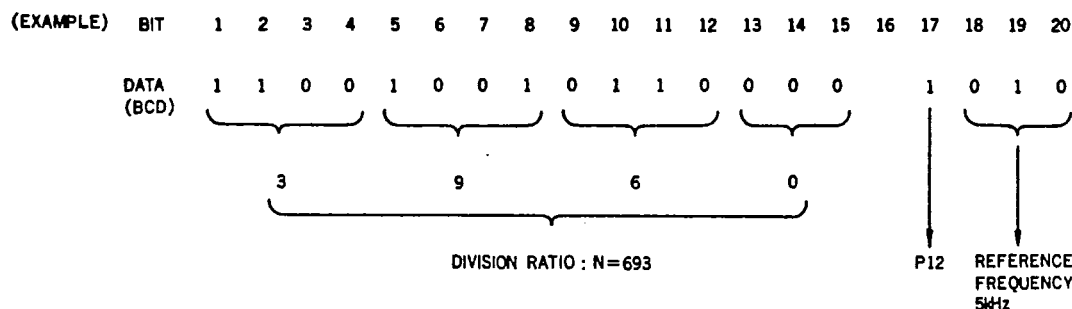 (EXAMPLE) BIT 1 2 3 4 5 6 7 8 9 10 11 12 13 14 15 16 17 18 19 20
DATA 1 1 0 0 1 0 0 1 0 1 1 0 0 0 0 1 0 1 0
(BCD)
3 9 6 0
DIVISION RATIO : N=693 P12 REFERENCE
FREQUENCY
5kHz